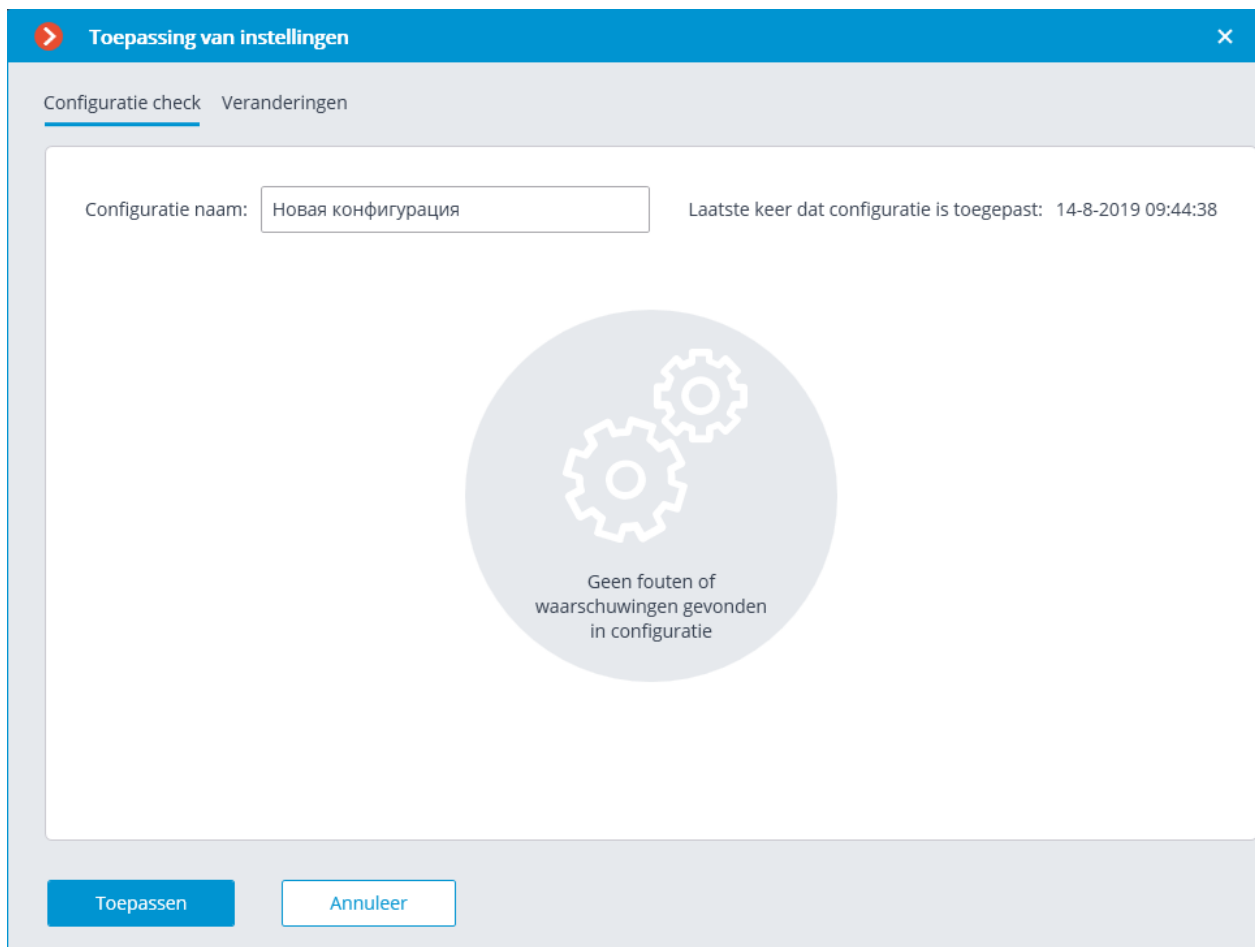 Toepassing van instellingen
Configuratie check Veranderingen
Configuratie naam: Новая конфигурация Laatste keer dat configuratie is toegepast: 14-8-2019 09:44:38
Geen fouten of
waarschuwingen gevonden
in configuratie
Toepassen Annuleer